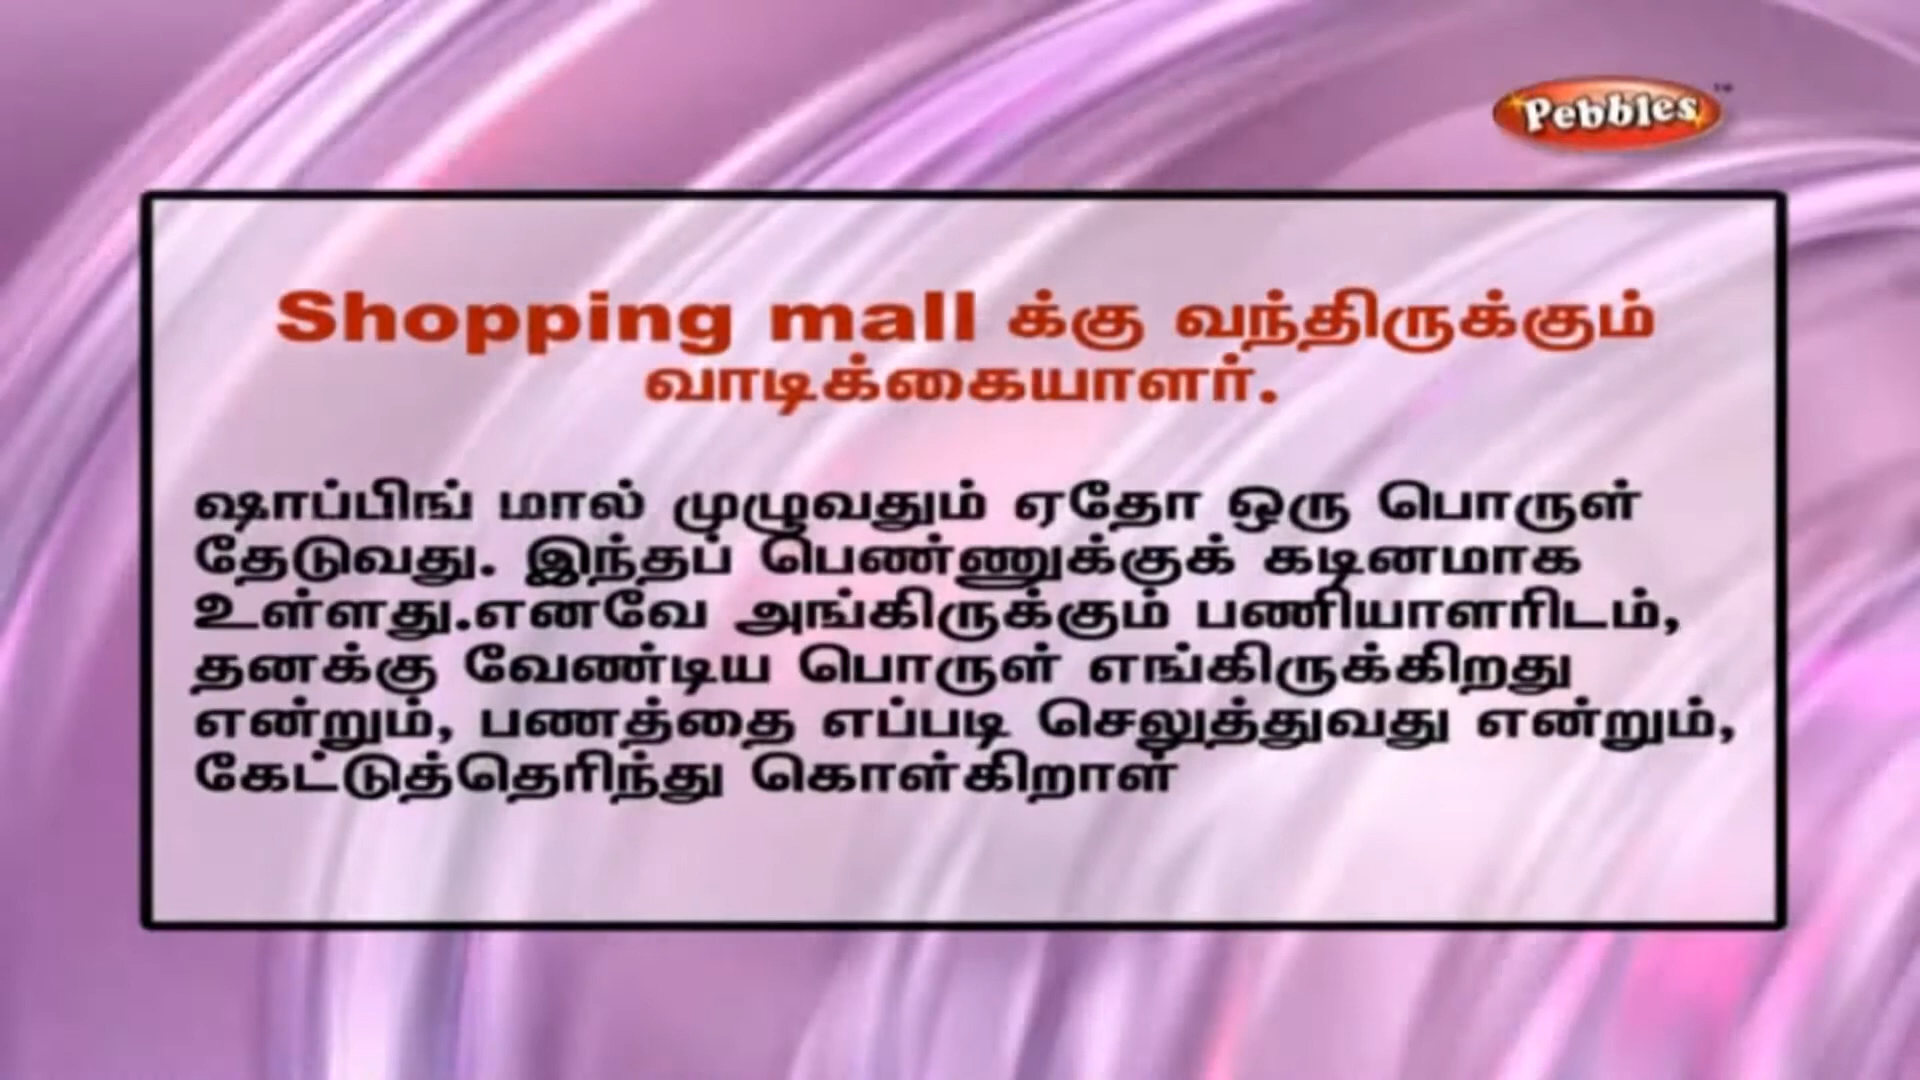 Pebbles™
Shopping mall க்கு வந்திருக்கும்
வாடிக்கையாளர்.
ஷாப்பிங் மால் முழுவதும் ஏதோ ஒரு பொருள்
தேடுவது. இந்தப் பெண்ணுக்குக் கடினமாக
உள்ளது.எனவே அங்கிருக்கும் பணியாளரிடம்,
தனக்கு வேண்டிய பொருள் எங்கிருக்கிறது
என்றும், பணத்தை எப்படி செலுத்துவது என்றும்,
கேட்டுத்தெரிந்து கொள்கிறாள்